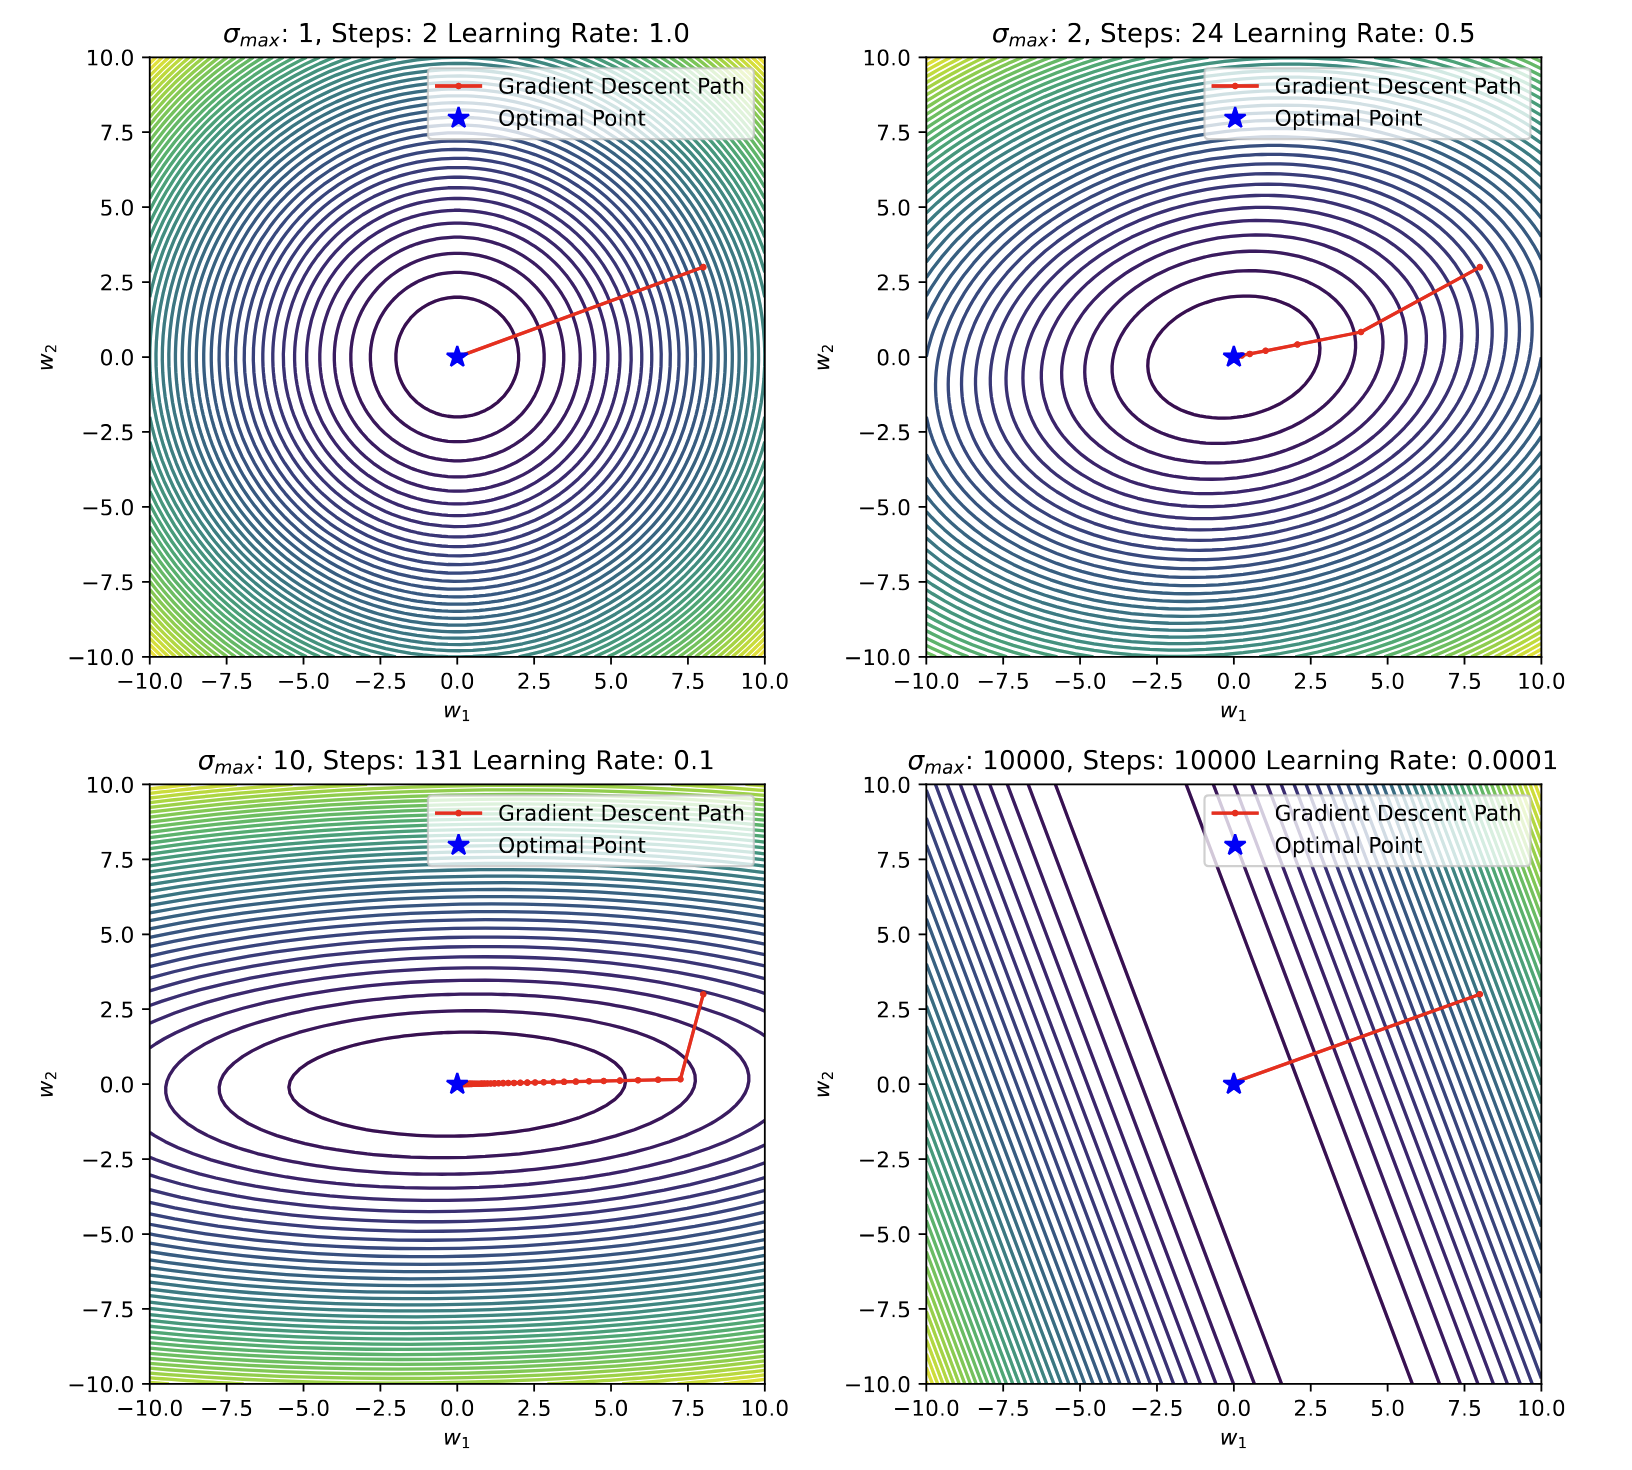 σmax: 1, Steps: 2 Learning Rate: 1.0
Gradient Descent Path
Optimal Point
10.0
7.5
5.0
2.5
0.0
−2.5
−5.0
−7.5
−10.0
w2
−10.0 −7.5 −5.0 −2.5 0.0 2.5 5.0 7.5 10.0
w1
σmax: 2, Steps: 24 Learning Rate: 0.5
Gradient Descent Path
Optimal Point
10.0
7.5
5.0
2.5
0.0
−2.5
−5.0
−7.5
−10.0
w2
−10.0 −7.5 −5.0 −2.5 0.0 2.5 5.0 7.5 10.0
w1
σmax: 10, Steps: 131 Learning Rate: 0.1
Gradient Descent Path
Optimal Point
10.0
7.5
5.0
2.5
0.0
−2.5
−5.0
−7.5
−10.0
w2
−10.0 −7.5 −5.0 −2.5 0.0 2.5 5.0 7.5 10.0
w1
σmax: 10000, Steps: 10000 Learning Rate: 0.0001
Gradient Descent Path
Optimal Point
10.0
7.5
5.0
2.5
0.0
−2.5
−5.0
−7.5
−10.0
w2
−10.0 −7.5 −5.0 −2.5 0.0 2.5 5.0 7.5 10.0
w1